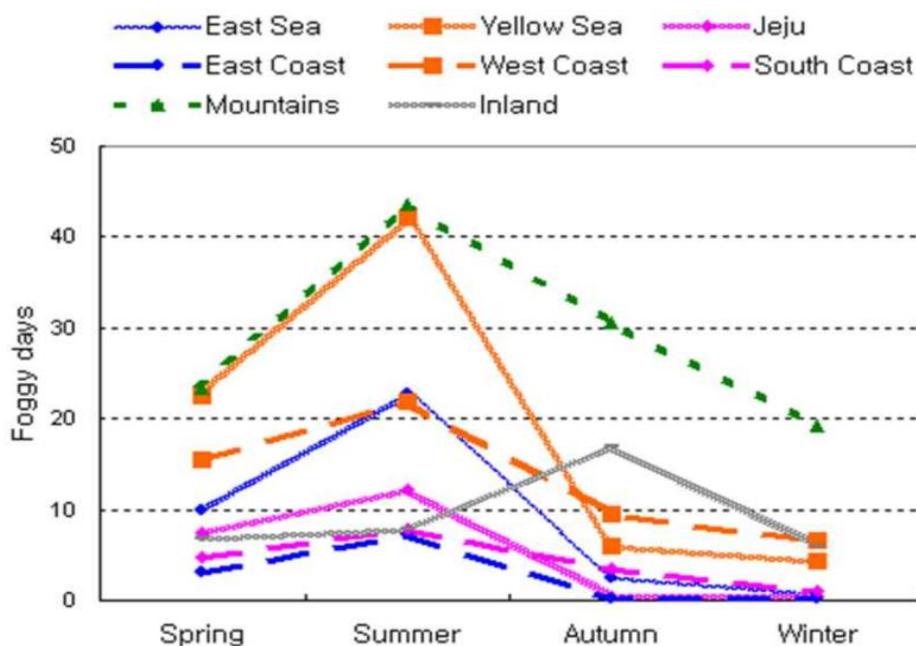 East Sea Yellow Sea Jeju
East Coast West Coast South Coast
Mountains Inland
50
40
30
20
10
0
Foggy days
Spring Summer Autumn Winter